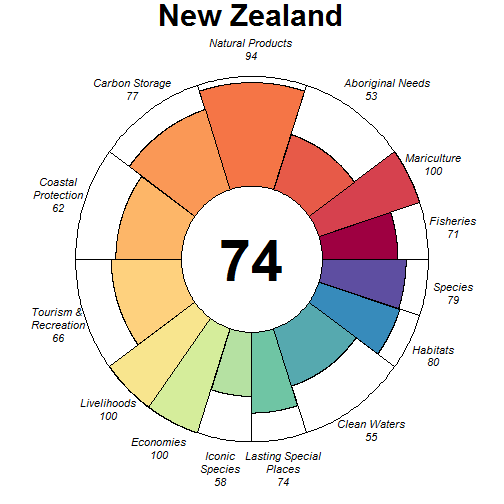 New Zealand
Natural Products
94
Carbon Storage
77
Aboriginal Needs
53
Mariculture
100
Coastal
Protection
62
Fisheries
71
74
Species
79
Tourism &
Recreation
66
Habitats
80
Livelihoods
100
Clean Waters
55
Economies
100
Iconic
Species
58
Lasting Special
Places
74